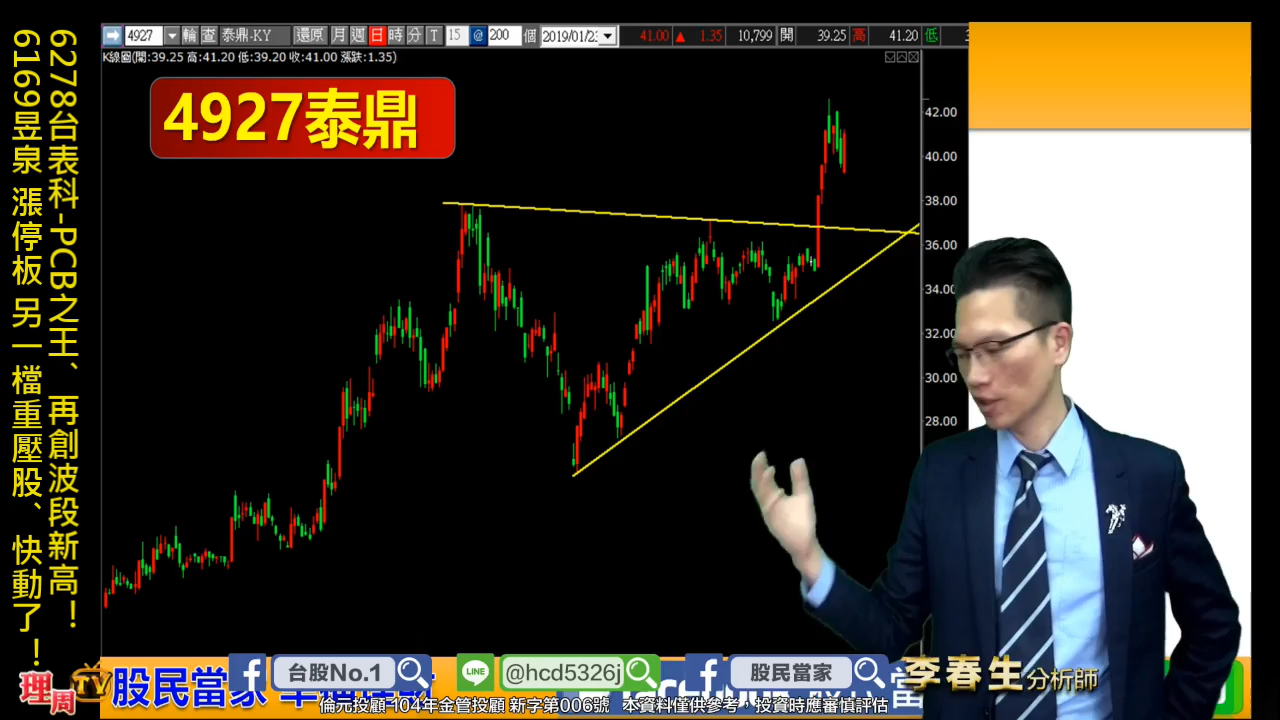 6278台表科-PCB之王、再創波段新高！
6169昱泉 漲停板 另一檔重壓股、快動了！
4927 輪 查 泰鼎-KY 還原 月 週 日 時 分 T 15 @ 200 個 2019/01/23 41.00 ▲ 1.35 10,799 開 39.25 高 41.20 低
K線圖(開:39.25 高:41.20 低:39.20 收:41.00 漲跌:1.35)
4927泰鼎
42.00
40.00
38.00
36.00
34.00
32.00
30.00
28.00
李春生分析師
理周TV
股民當家
台股No.1
LINE
@hcd5326j
股民當家
倫元投顧 104年金管投顧 新字第006號 本資料僅供參考，投資時應審慎評估